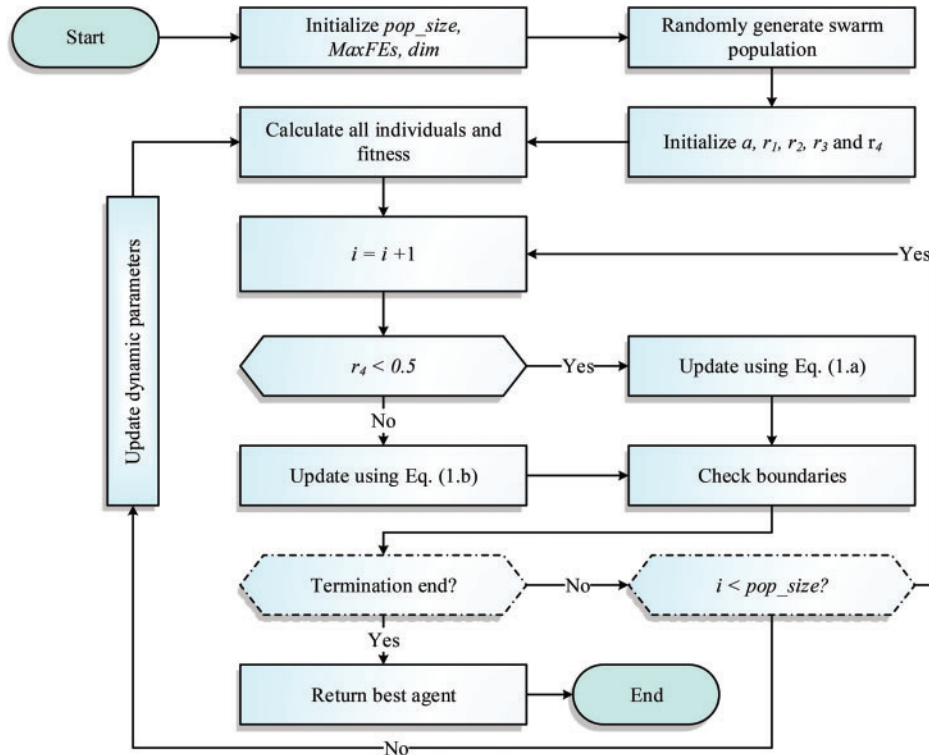 Start
Initialize pop_size,
MaxFEs, dim
Randomly generate swarm
population
Calculate all individuals and
fitness
Initialize a, r1, r2, r3 and r4
Update dynamic parameters
i = i +1
Yes
r4 < 0.5
Yes
Update using Eq. (1.a)
No
Update using Eq. (1.b)
Check boundaries
Termination end?
No
i < pop_size?
Yes
Return best agent
End
No